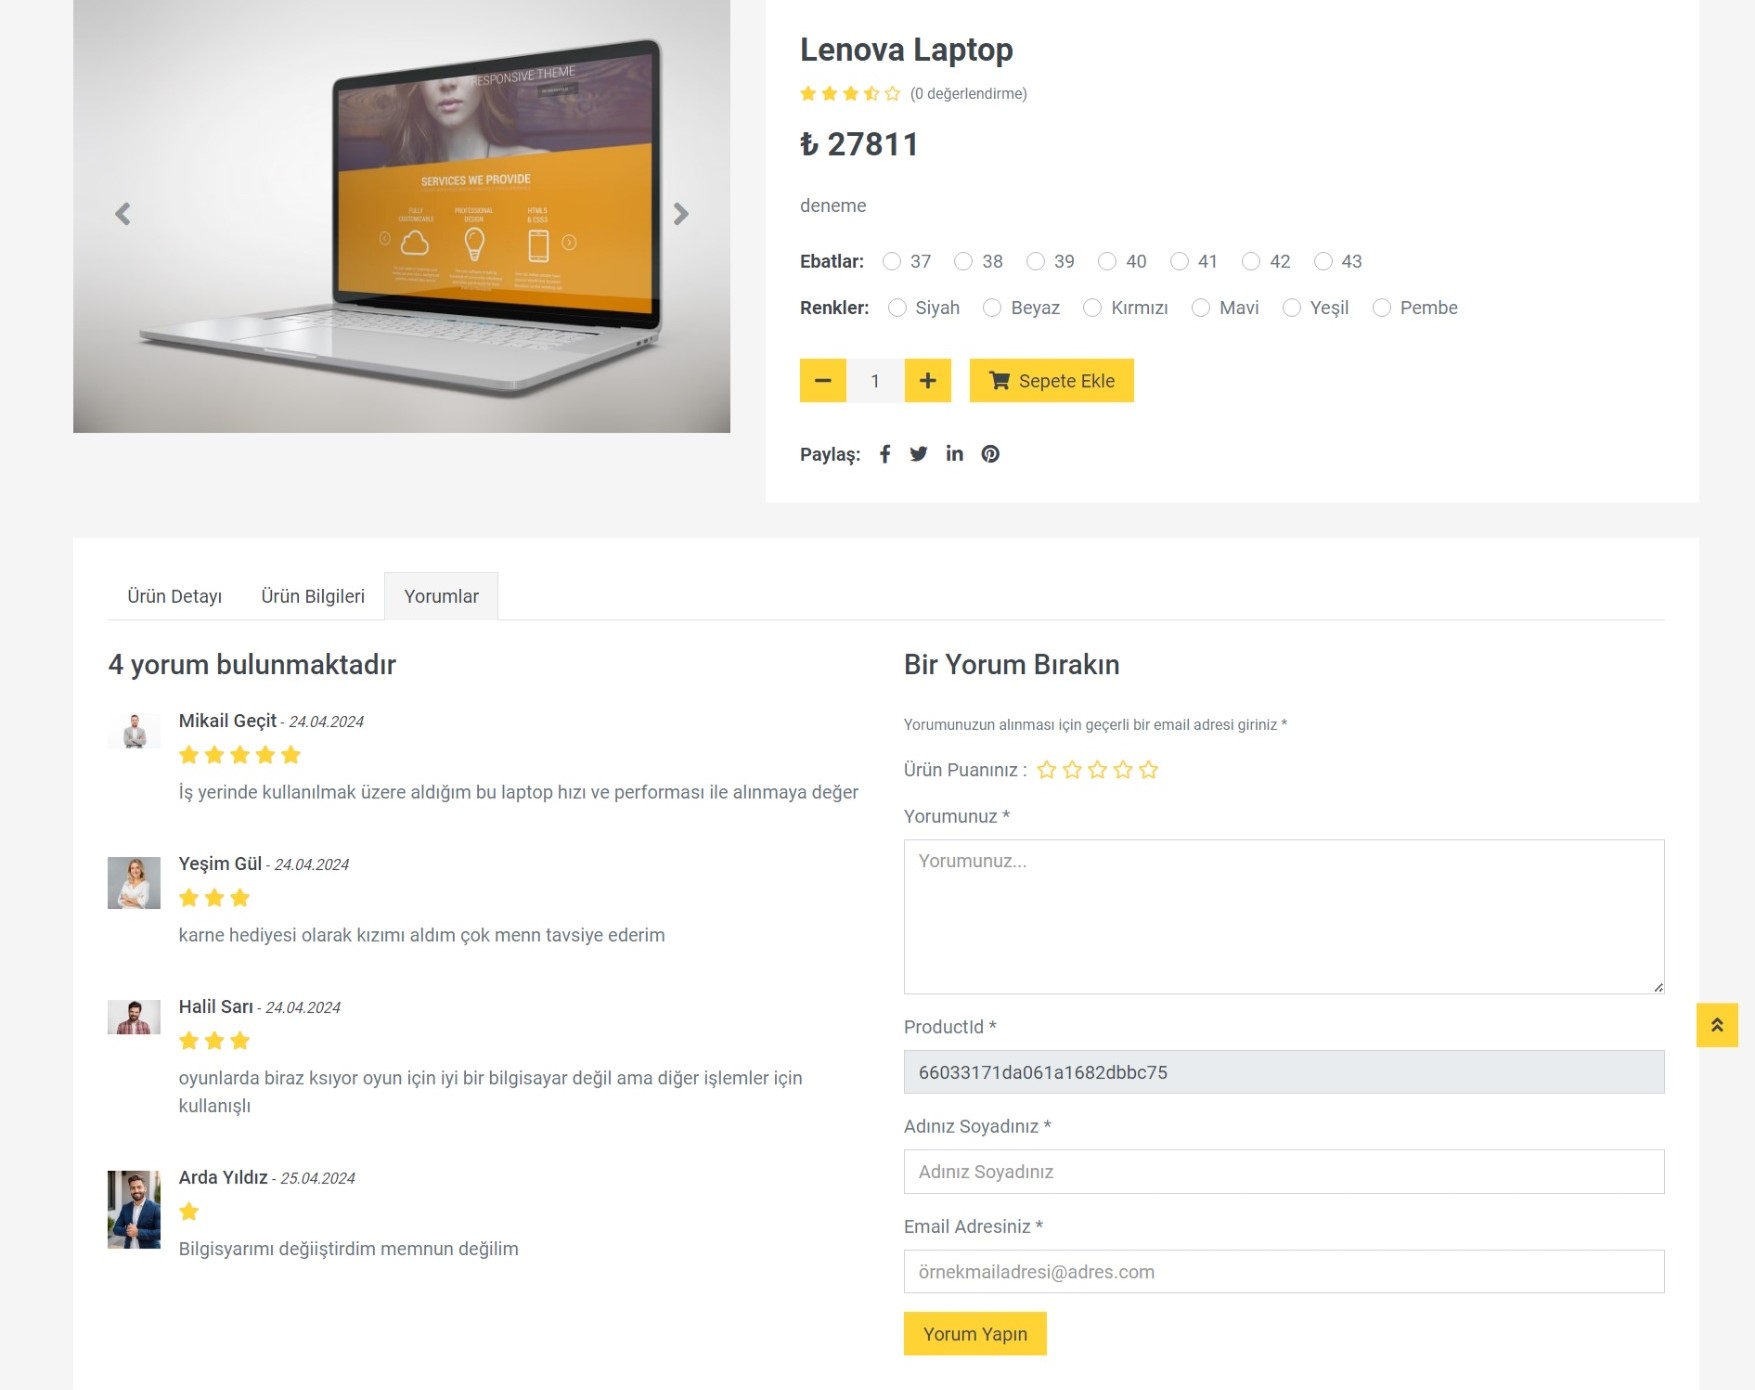 RESPONSIVE THEME
SERVICES WE PROVIDE
FULLY
CUSTOMIZABLE
PROFESSIONAL
DESIGN
HTML5
& CSS3
Lenova Laptop
(0 değerlendirme)
₺ 27811
deneme
Ebatlar: 37 38 39 40 41 42 43
Renkler: Siyah Beyaz Kırmızı Mavi Yeşil Pembe
1 Sepete Ekle
Paylaş:
Ürün Detayı Ürün Bilgileri Yorumlar
4 yorum bulunmaktadır
Mikail Geçit - 24.04.2024
İş yerinde kullanılmak üzere aldığım bu laptop hızı ve performası ile alınmaya değer
Yeşim Gül - 24.04.2024
karne hediyesi olarak kızımı aldım çok menn tavsiye ederim
Halil Sarı - 24.04.2024
oyunlarda biraz ksıyor oyun için iyi bir bilgisayar değil ama diğer işlemler için
kullanışlı
Arda Yıldız - 25.04.2024
Bilgisyarımı değiiştirdim memnun değilim
Bir Yorum Bırakın
Yorumunuzun alınması için geçerli bir email adresi giriniz *
Ürün Puanınız :
Yorumunuz *
Yorumunuz...
ProductId *
66033171da061a1682dbbc75
Adınız Soyadınız *
Adınız Soyadınız
Email Adresiniz *
örnekmailadresi@adres.com
Yorum Yapın